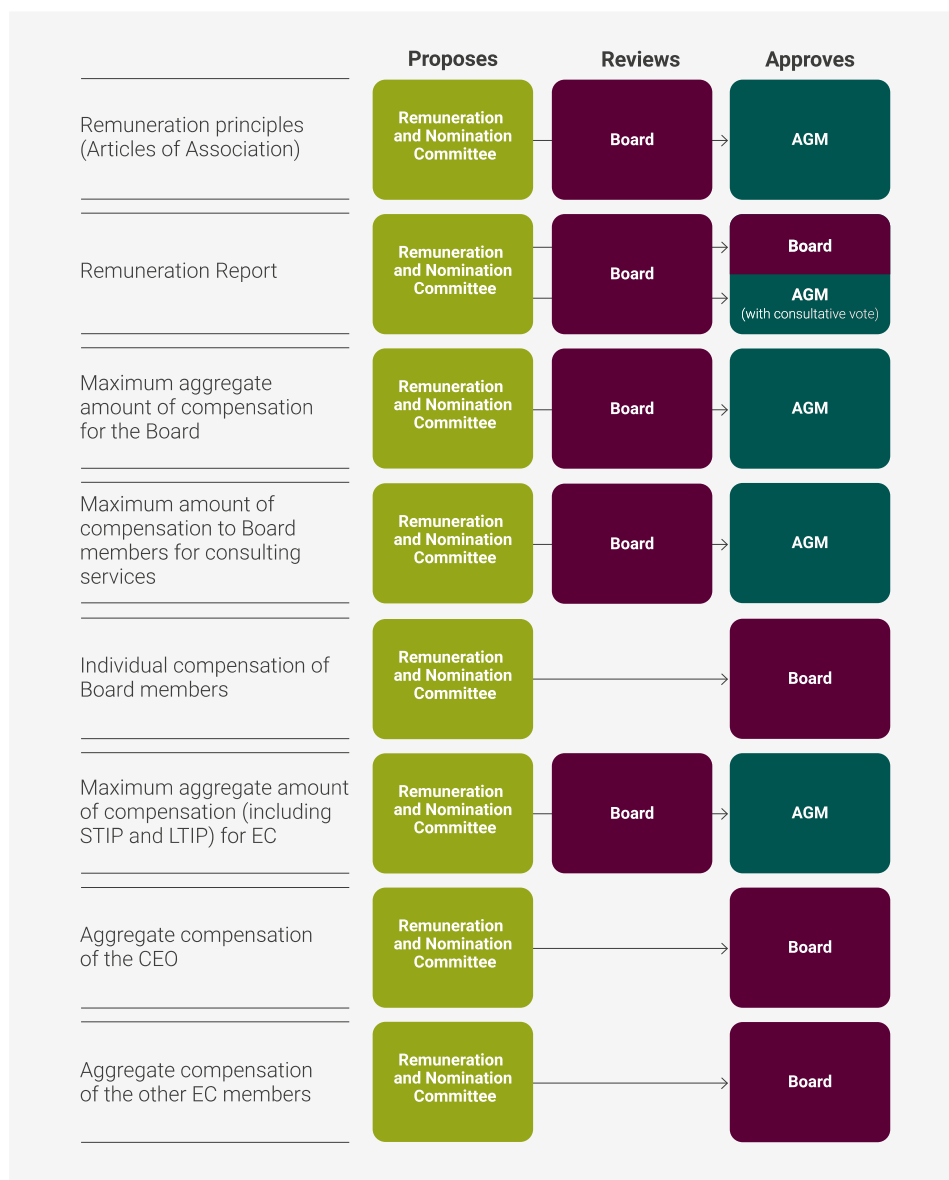 Proposes Reviews Approves
Remuneration principles
(Articles of Association)
Remuneration
and Nomination
Committee
Board
AGM
Remuneration Report
Remuneration
and Nomination
Committee
Board
Board
AGM
(with consultative vote)
Maximum aggregate
amount of compensation
for the Board
Remuneration
and Nomination
Committee
Board
AGM
Maximum amount of
compensation to Board
members for consulting
services
Remuneration
and Nomination
Committee
Board
AGM
Individual compensation of
Board members
Remuneration
and Nomination
Committee
Board
Maximum aggregate amount
of compensation (including
STIP and LTIP) for EC
Remuneration
and Nomination
Committee
Board
AGM
Aggregate compensation
of the CEO
Remuneration
and Nomination
Committee
Board
Aggregate compensation
of the other EC members
Remuneration
and Nomination
Committee
Board